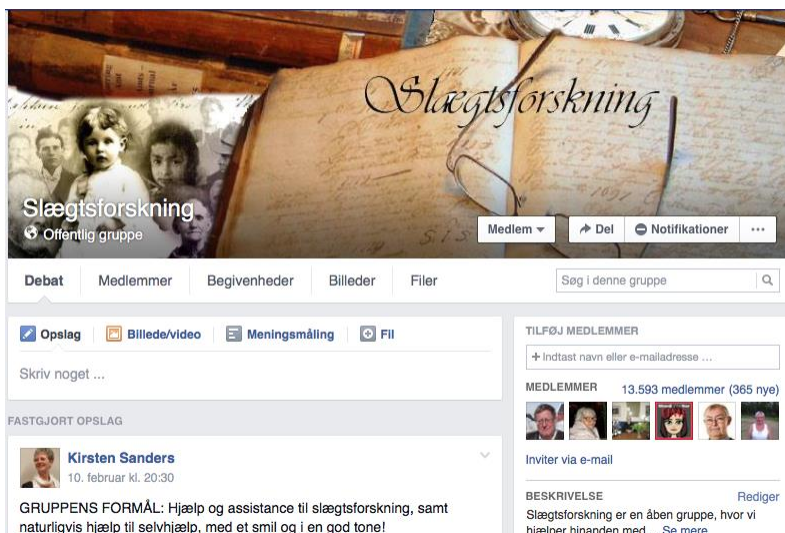 Slægtsforskning
Slægtsforskning
Offentlig gruppe
Medlem
Del
Notifikationer
Debat
Medlemmer
Begivenheder
Billeder
Filer
Søg i denne gruppe
Opslag
Billede/video
Meningsmåling
Fil
Skriv noget ...
FASTGJORT OPSLAG
Kirsten Sanders
10. februar kl. 20:30
GRUPPENS FORMÅL: Hjælp og assistance til slægtsforskning, samt
naturligvis hjælp til selvhjælp, med et smil og i en god tone!
TILFØJ MEDLEMMER
+ Indtast navn eller e-mailadresse ...
MEDLEMMER 13.593 medlemmer (365 nye)
Inviter via e-mail
BESKRIVELSE Rediger
Slægtsforskning er en åben gruppe, hvor vi
hjælper hinanden med... Se mere